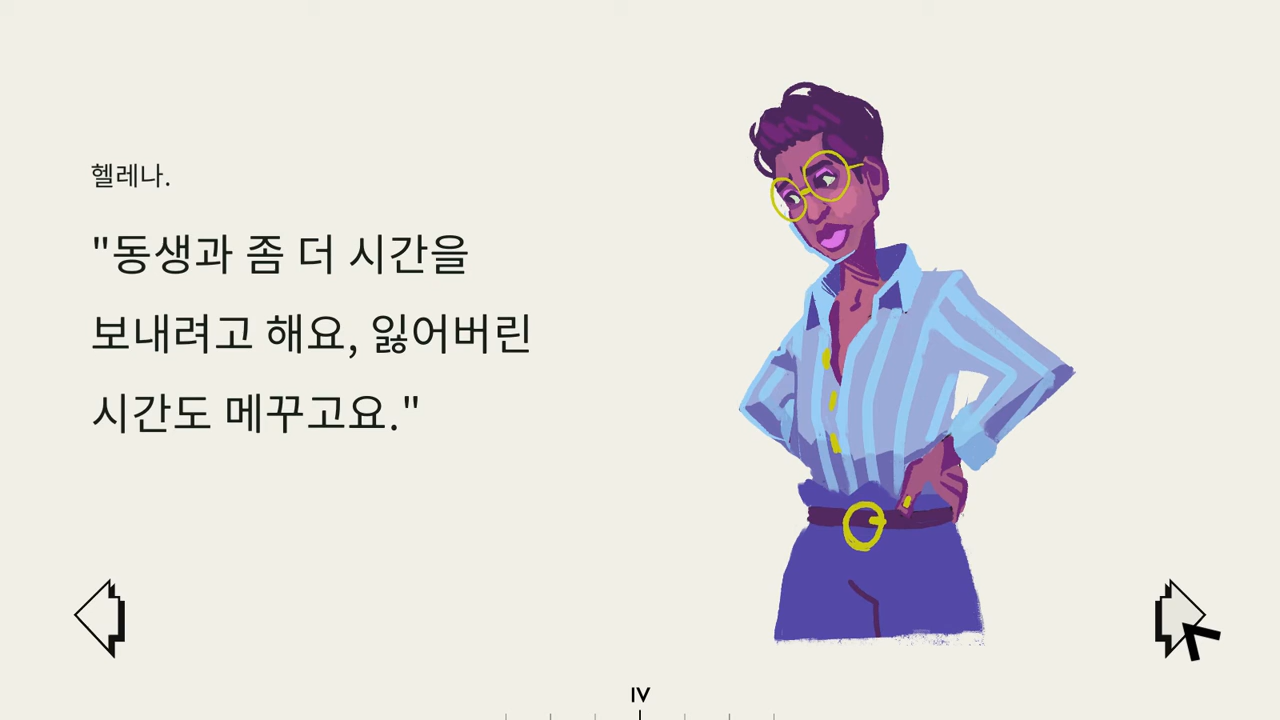 헬레나.
"동생과 좀 더 시간을
보내려고 해요, 잃어버린
시간도 메꾸고요."
IV